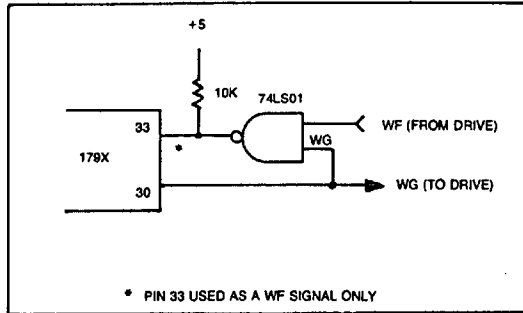 +5
10K
74LS01
33
WF (FROM DRIVE)
*
WG
179X
30
WG (TO DRIVE)
* PIN 33 USED AS A WF SIGNAL ONLY